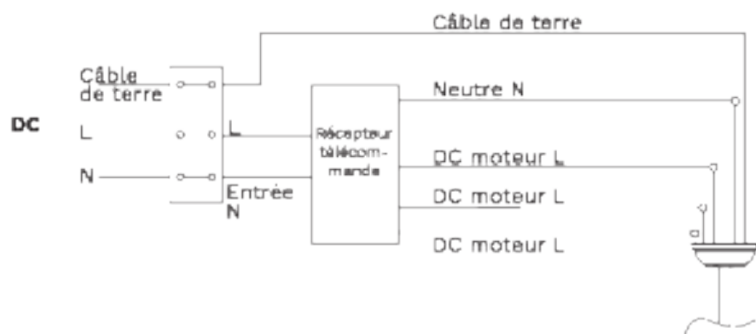 Câble de terre
Câble
de terre
Neutre N
DC
L
L
Récepteur
télécom-
mande
DC moteur L
N
Entrée
N
DC moteur L
DC moteur L